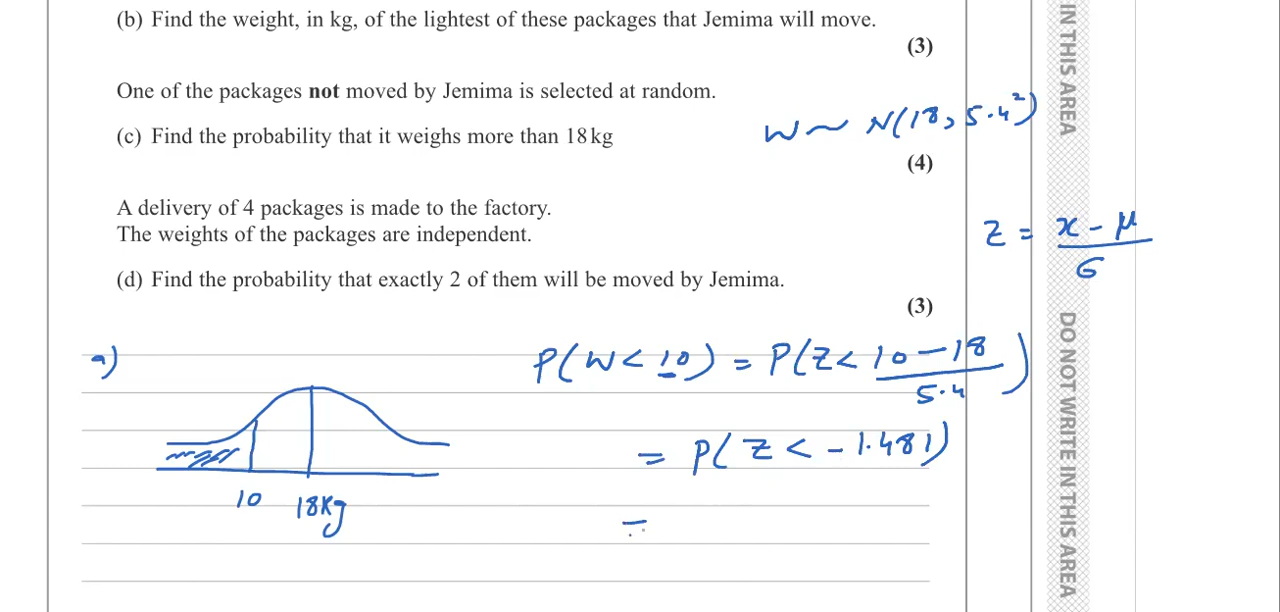 (b) Find the weight, in kg, of the lightest of these packages that Jemima will move.
(3)
One of the packages not moved by Jemima is selected at random.
(c) Find the probability that it weighs more than 18 kg
(4)
W ~ N(18, 5.4²)
A delivery of 4 packages is made to the factory.
The weights of the packages are independent.
(d) Find the probability that exactly 2 of them will be moved by Jemima.
(3)
Z = (x - μ)/σ
a)
P(W < 10) = P(Z < (10 - 18)/5.4)
= P(Z < -1.481)
=
10 18Kg
IN THIS AREA
DO NOT WRITE IN THIS AREA